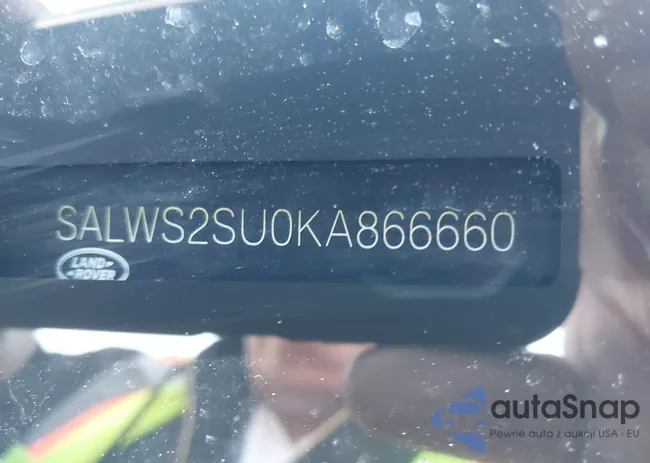 SALWS2SU0KA866660
LAND
ROVER
autaSnap
Pewne auta z aukcji USA i EU